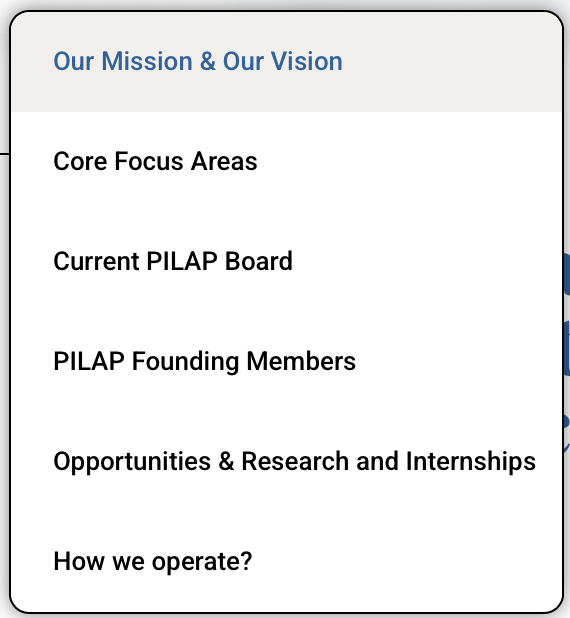 Our Mission & Our Vision
Core Focus Areas
Current PILAP Board
PILAP Founding Members
Opportunities & Research and Internships
How we operate?